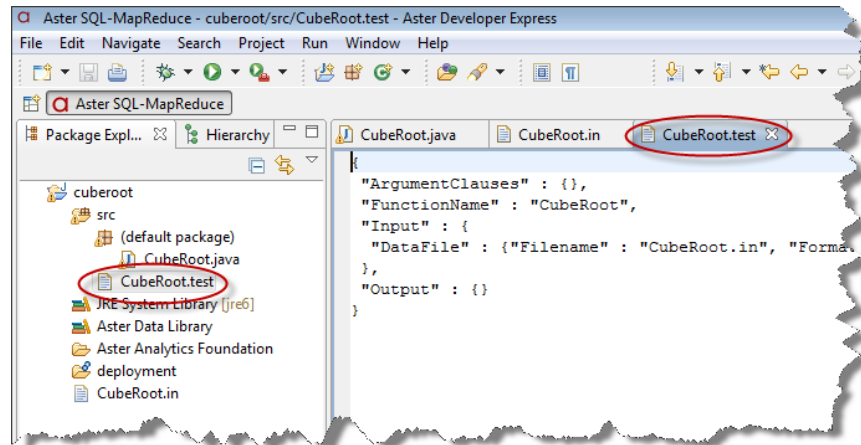 Aster SQL-MapReduce - cuberoot/src/CubeRoot.test - Aster Developer Express
File Edit Navigate Search Project Run Window Help
Aster SQL-MapReduce
Package Expl... Hierarchy
CubeRoot.java CubeRoot.in CubeRoot.test
cuberoot
src
(default package)
CubeRoot.java
CubeRoot.test
JRE System Library [jre6]
Aster Data Library
Aster Analytics Foundation
deployment
CubeRoot.in
{
"ArgumentClauses" : {},
"FunctionName" : "CubeRoot",
"Input" : {
"DataFile" : {"Filename" : "CubeRoot.in", "Forma
},
"Output" : {}
}